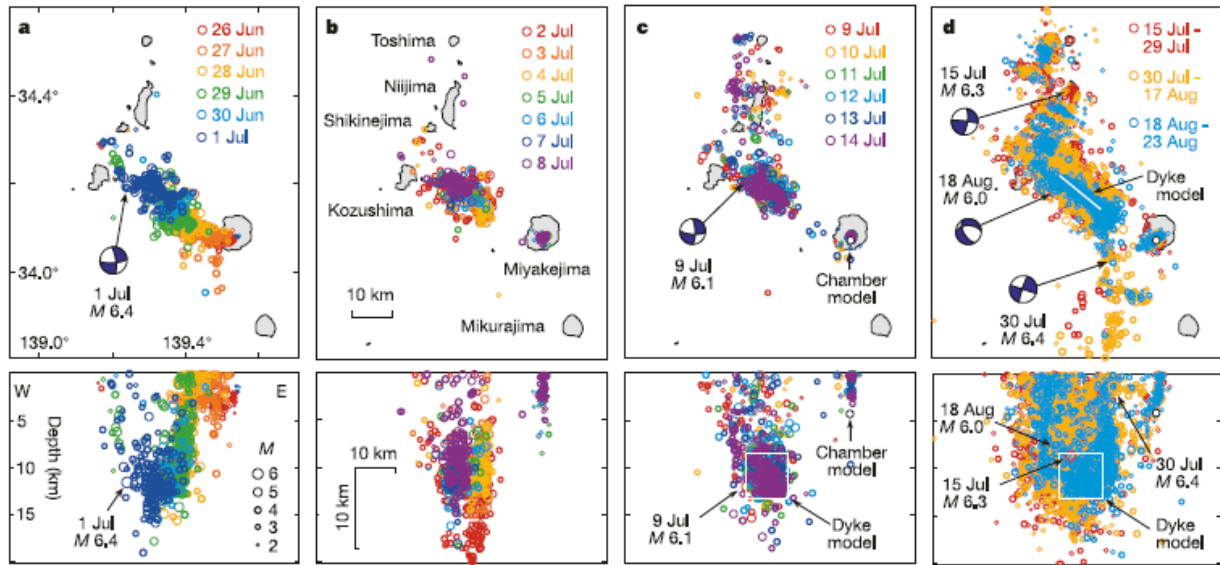 a
26 Jun
27 Jun
28 Jun
29 Jun
30 Jun
1 Jul
34.4°
34.0°
1 Jul
M 6.4
139.0°
139.4°
b
2 Jul
3 Jul
4 Jul
5 Jul
6 Jul
7 Jul
8 Jul
Toshima
Niijima
Shikinejima
Kozushima
Miyakejima
10 km
Mikurajima
c
9 Jul
10 Jul
11 Jul
12 Jul
13 Jul
14 Jul
9 Jul
M 6.1
Chamber
model
d
15 Jul –
29 Jul
30 Jul –
17 Aug
18 Aug –
23 Aug
15 Jul
M 6.3
18 Aug
M 6.0
Dyke
model
30 Jul
M 6.4
W
E
Depth (km)
5
10
15
M
6
5
4
3
2
1 Jul
M 6.4
10 km
10 km
Chamber
model
9 Jul
M 6.1
Dyke
model
18 Aug
M 6.0
15 Jul
M 6.3
30 Jul
M 6.4
Dyke
model